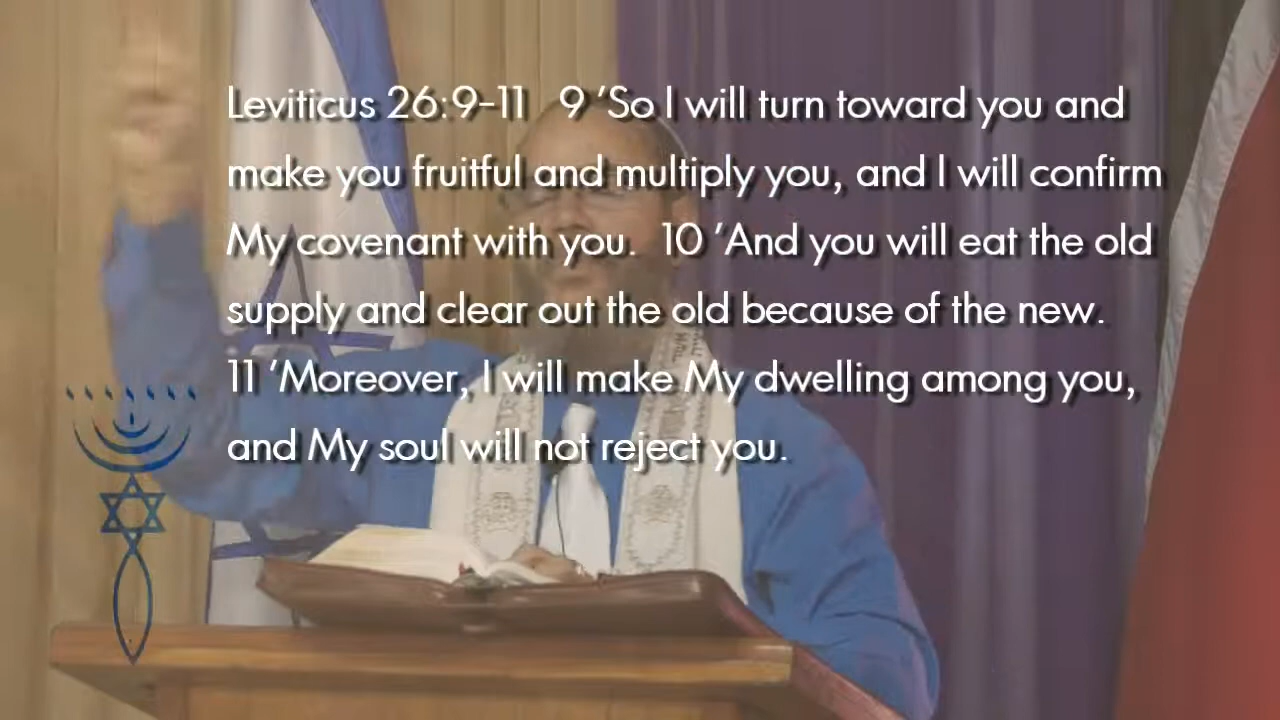 Leviticus 26:9-11 9 'So I will turn toward you and
make you fruitful and multiply you, and I will confirm
My covenant with you. 10 'And you will eat the old
supply and clear out the old because of the new.
11 'Moreover, I will make My dwelling among you,
and My soul will not reject you.